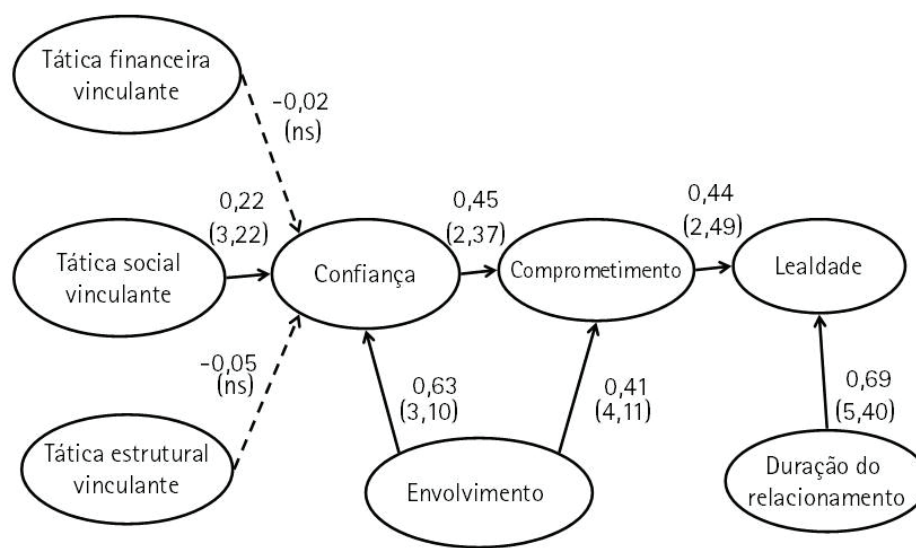 Tática financeira
vinculante
-0,02
(ns)
0,22
(3,22)
0,45
(2,37)
0,44
(2,49)
Tática social
vinculante
Confiança
Comprometimento
Lealdade
-0,05
(ns)
0,63
(3,10)
0,41
(4,11)
0,69
(5,40)
Tática estrutural
vinculante
Envolvimento
Duração do
relacionamento